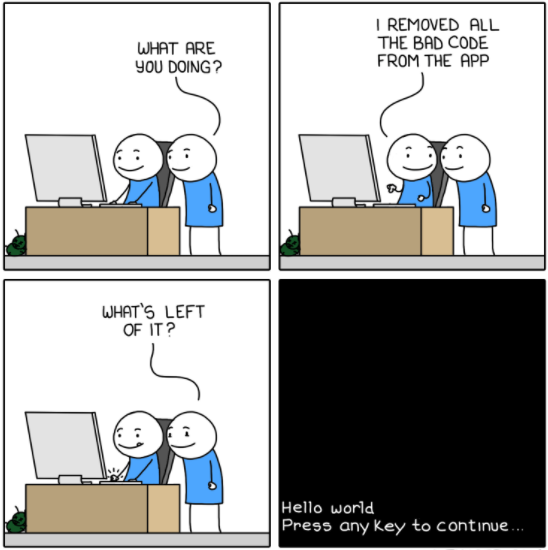 WHAT ARE
YOU DOING?
I REMOVED ALL
THE BAD CODE
FROM THE APP
WHAT'S LEFT
OF IT?
Hello world
Press any Key to continue...